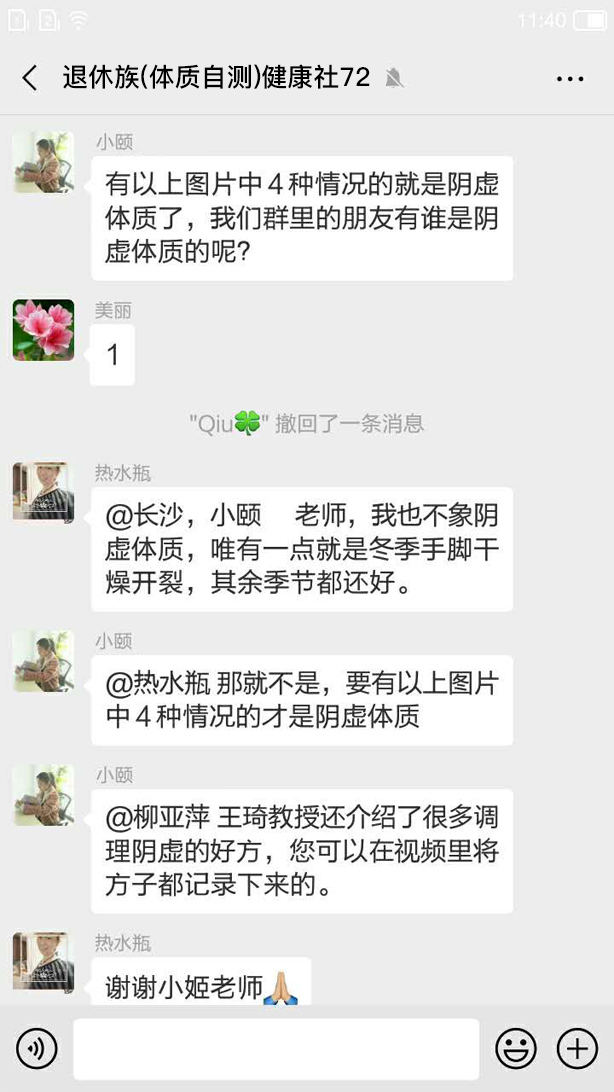 11:40
退休族(体质自测)健康社72
小颐
有以上图片中4种情况的就是阴虚
体质了，我们群里的朋友有谁是阴
虚体质的呢?
美丽
1
"Qiu🍀" 撤回了一条消息
热水瓶
@长沙，小颐　老师，我也不象阴
虚体质，唯有一点就是冬季手脚干
燥开裂，其余季节都还好。
小颐
@热水瓶 那就不是，要有以上图片
中4种情况的才是阴虚体质
小颐
@柳亚萍 王琦教授还介绍了很多调
理阴虚的好方，您可以在视频里将
方子都记录下来的。
热水瓶
谢谢小姬老师🙏